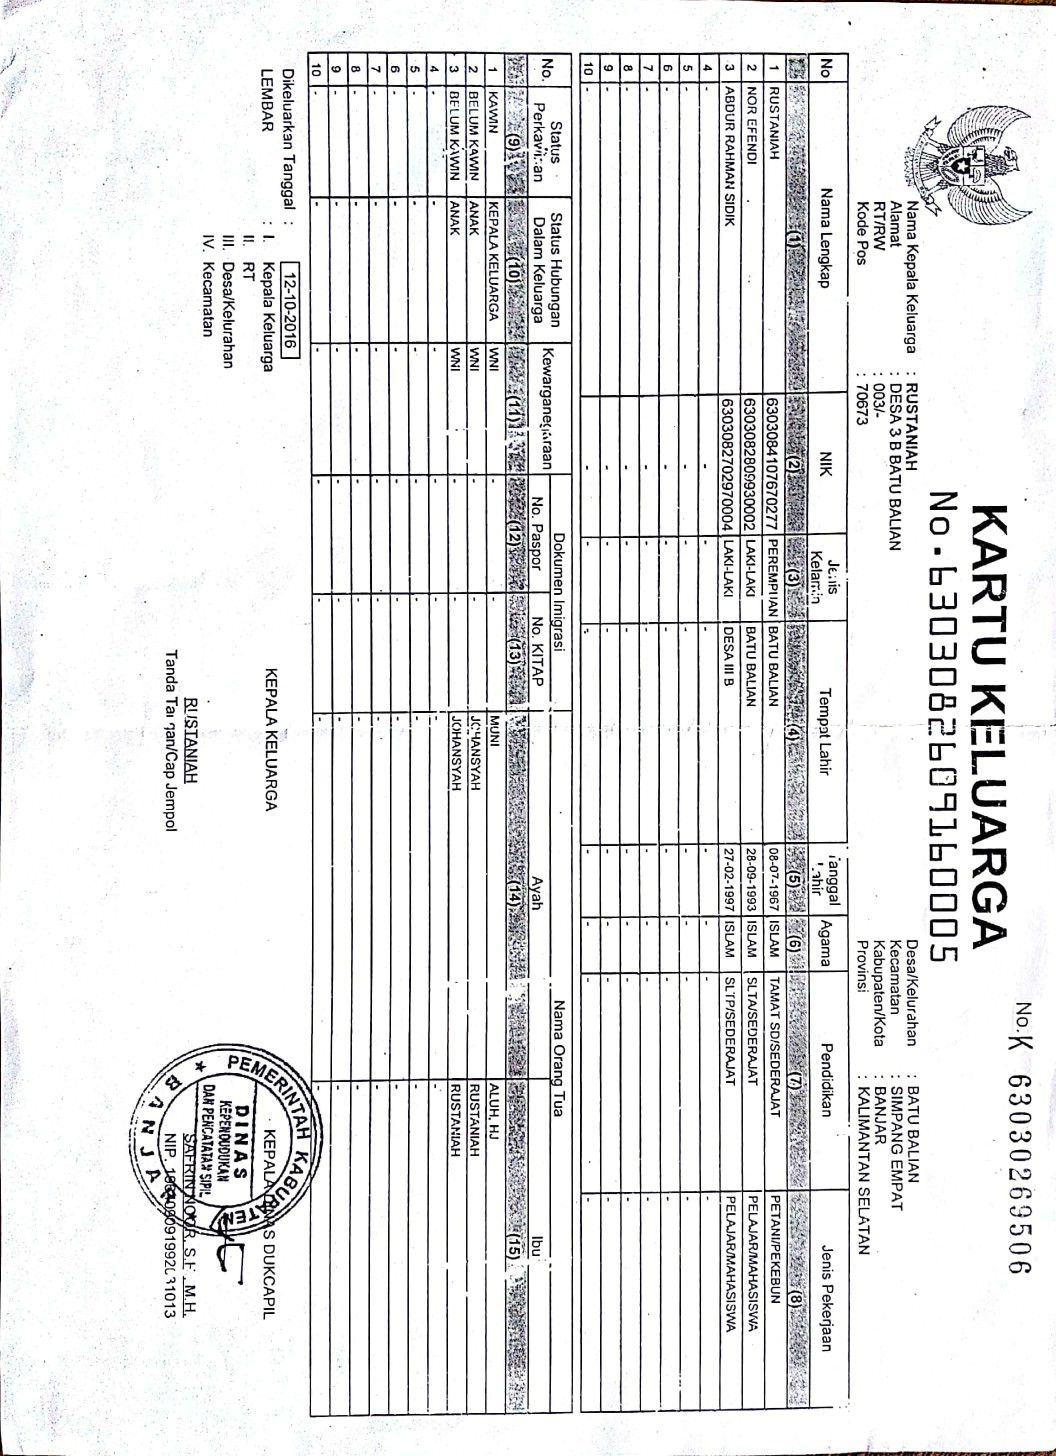 No.K 6303026950​6
KARTU KELUARGA
No. 6303082609160005
Nama Kepala Keluarga : RUSTANIAH
Alamat : DESA 3 B BATU BALIAN
RT/RW : 003/-
Kode Pos : 70673
Desa/Kelurahan : BATU BALIAN
Kecamatan : SIMPANG EMPAT
Kabupaten/Kota : BANJAR
Provinsi : KALIMANTAN SELATAN
No Nama Lengkap NIK Jenis Kelamin Tempat Lahir Tanggal Lahir Agama Pendidikan Jenis Pekerjaan
(1) (2) (3) (4) (5) (6) (7) (8)
1 RUSTANIAH 6303084107670277 PEREMPUAN BATU BALIAN 08-07-1967 ISLAM TAMAT SD/SEDERAJAT PETANI/PEKEBUN
2 NOR EFENDI 6303082809930002 LAKI-LAKI BATU BALIAN 28-09-1993 ISLAM SLTA/SEDERAJAT PELAJAR/MAHASISWA
3 ABDUR RAHMAN SIDIK 6303082702970004 LAKI-LAKI DESA III B 27-02-1997 ISLAM SLTP/SEDERAJAT PELAJAR/MAHASISWA
4 - - - - - - - -
5 - - - - - - - -
6 - - - - - - - -
7 - - - - - - - -
8 - - - - - - - -
9 - - - - - - - -
10 - - - - - - - -
No. Status Perkawinan Status Hubungan Dalam Keluarga Kewarganegaraan Dokumen Imigrasi Nama Orang Tua
No. Paspor No. KITAP Ayah Ibu
(9) (10) (11) (12) (13) (14) (15)
1 KAWIN KEPALA KELUARGA WNI - - MUNI ALUH, HJ
2 BELUM KAWIN ANAK WNI - - JOHANSYAH RUSTANIAH
3 BELUM KAWIN ANAK WNI - - JOHANSYAH RUSTANIAH
4 - - - - - - -
5 - - - - - - -
6 - - - - - - -
7 - - - - - - -
8 - - - - - - -
9 - - - - - - -
10 - - - - - - -
Dikeluarkan Tanggal : 12-10-2016
LEMBAR : I. Kepala Keluarga
II. RT
III. Desa/Kelurahan
IV. Kecamatan
KEPALA KELUARGA
RUSTANIAH
Tanda Tangan/Cap Jempol
KEPALA DINAS DUKCAPIL
PEMERINTAH KABUPATEN
DINAS
KEPENDUDUKAN
DAN PENCATATAN SIPIL
★ BANJAR ★
SAFRIN NOOR, S.H., M.H.
NIP.